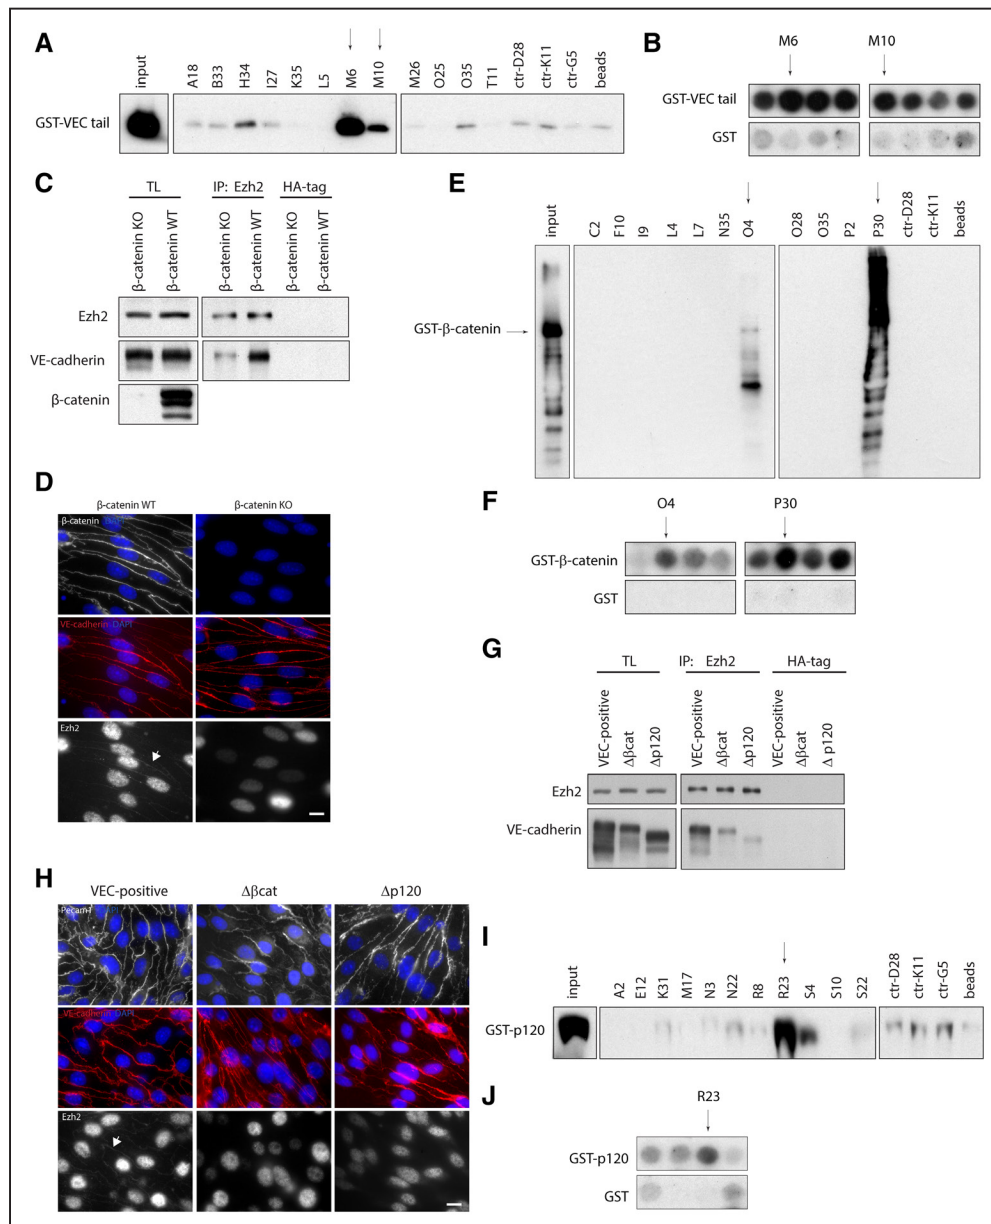 A
input
A18
B33
H34
I27
K35
L5
M6
M10
M26
O25
O35
T11
ctr-D28
ctr-K11
ctr-G5
beads
GST-VEC tail
B
M6
M10
GST-VEC tail
GST
C
TL
IP: Ezh2
HA-tag
β-catenin KO
β-catenin WT
β-catenin KO
β-catenin WT
β-catenin KO
β-catenin WT
Ezh2
VE-cadherin
β-catenin
D
β-catenin WT
β-catenin KO
β-catenin DAPI
VE-cadherin DAPI
Ezh2
E
input
C2
F10
I9
L4
L7
N35
O4
O28
O35
P2
P30
ctr-D28
ctr-K11
beads
GST-β-catenin
F
O4
P30
GST-β-catenin
GST
G
TL
IP: Ezh2
HA-tag
VEC-positive
Δβcat
Δp120
VEC-positive
Δβcat
Δp120
VEC-positive
Δβcat
Δ p120
Ezh2
VE-cadherin
H
VEC-positive
Δβcat
Δp120
Pecam1
VE-cadherin DAPI
Ezh2
I
input
A2
E12
K31
M17
N3
N22
R8
R23
S4
S10
S22
ctr-D28
ctr-K11
ctr-G5
beads
GST-p120
J
R23
GST-p120
GST